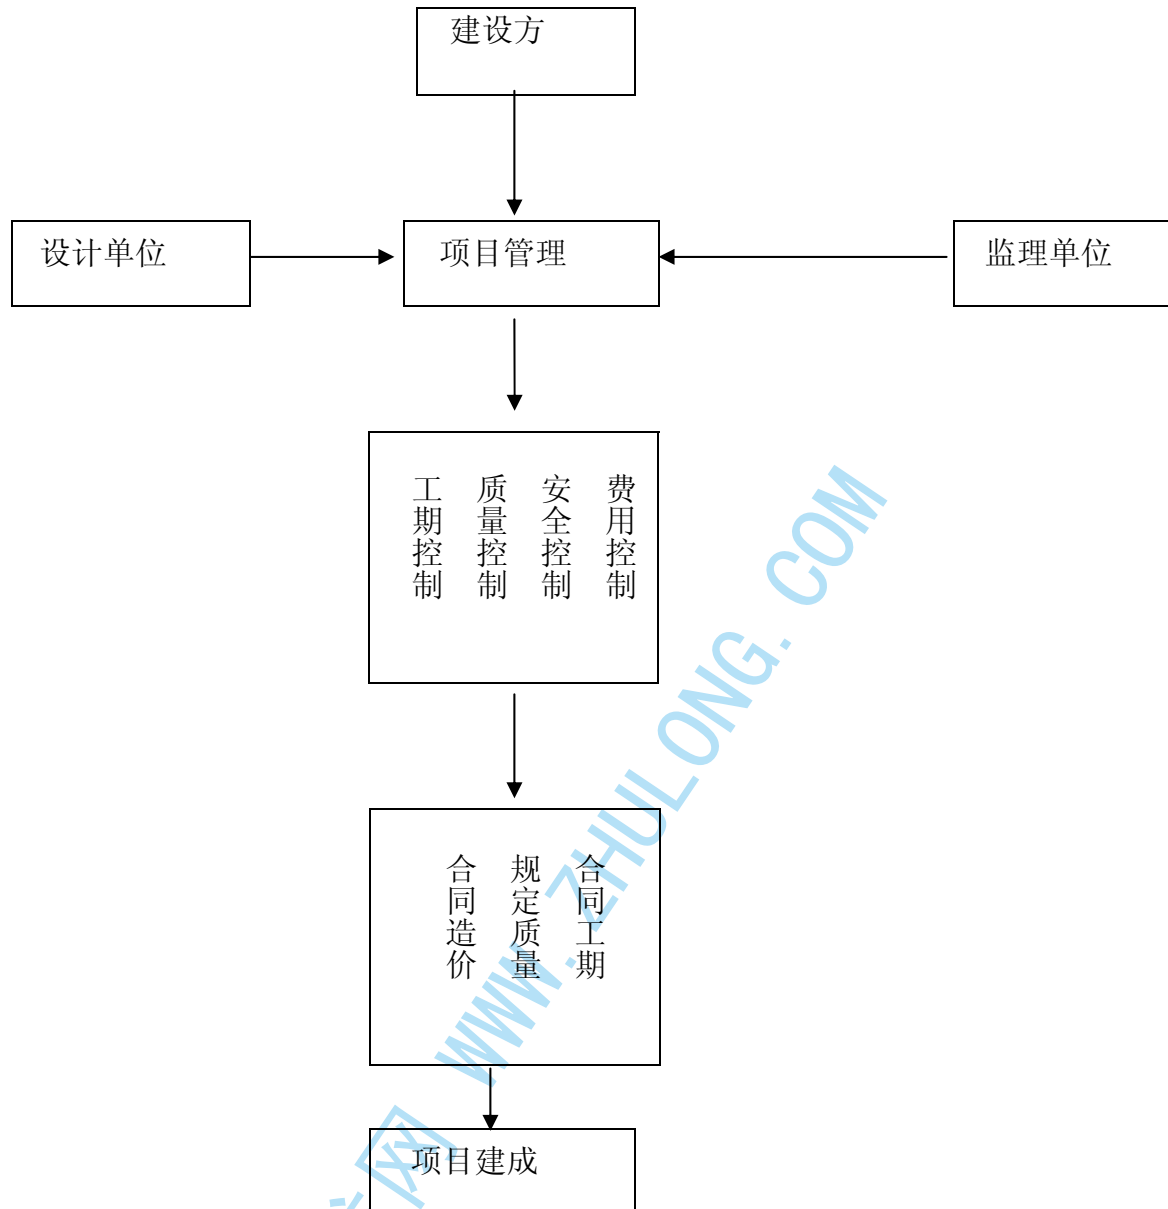 建设方
设计单位
项目管理
监理单位
工期控制
质量控制
安全控制
费用控制
合同造价
规定质量
合同工期
项目建成
网 WWW.ZHULONG.COM